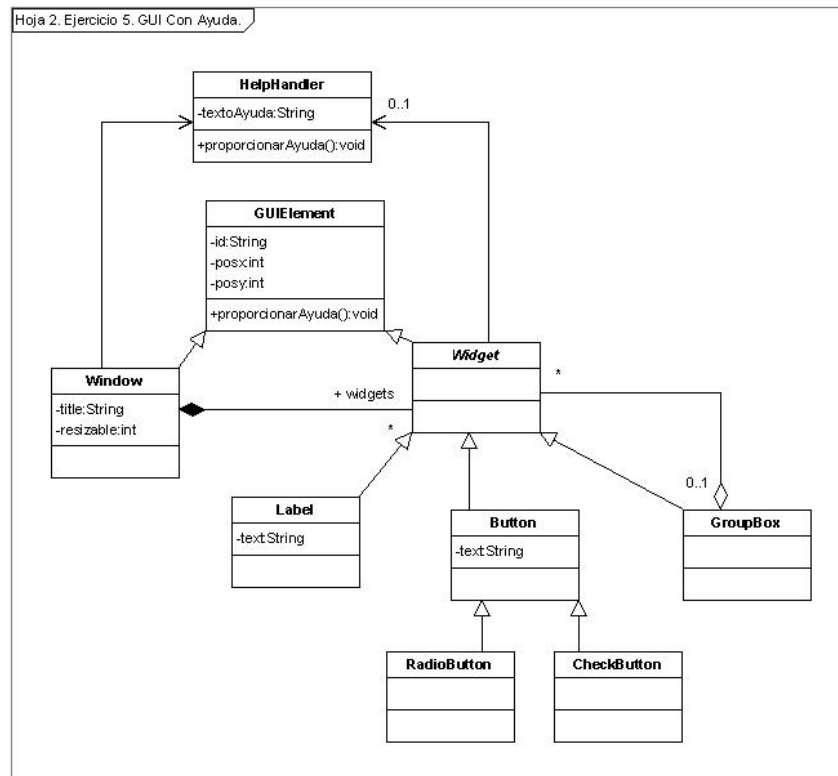 Hoja 2. Ejercicio 5. GUI Con Ayuda.
HelpHandler
-textoAyuda:String
+proporcionarAyuda():void
0..1
GUIElement
-id:String
-posx:int
-posy:int
+proporcionarAyuda():void
Widget
*
Window
-title:String
-resizable:int
+ widgets
*
0..1
Label
-text:String
Button
-text:String
GroupBox
RadioButton
CheckButton